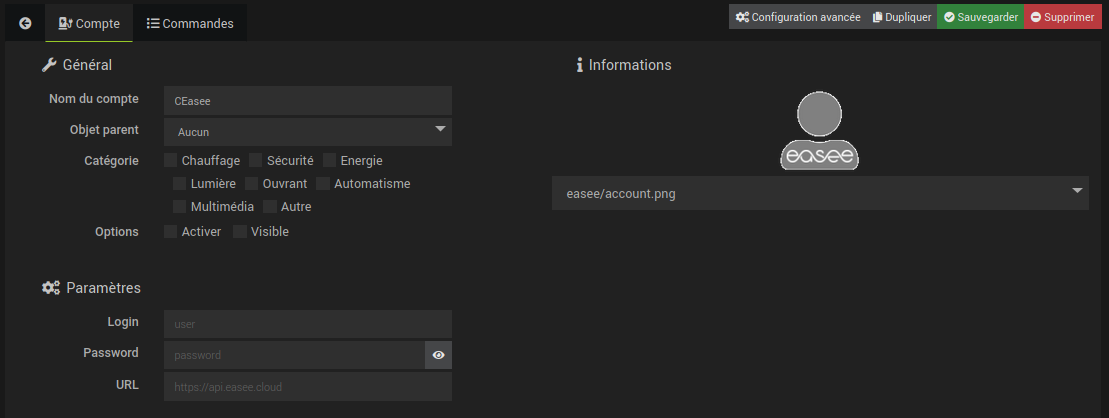 Compte Commandes Configuration avancée Dupliquer Sauvegarder Supprimer
Général
Nom du compte CEasee
Objet parent Aucun
Catégorie Chauffage Sécurité Energie
Lumière Ouvrant Automatisme
Multimédia Autre
Options Activer Visible
Paramètres
Login user
Password password
URL https://api.easee.cloud
Informations
easee
easee/account.png